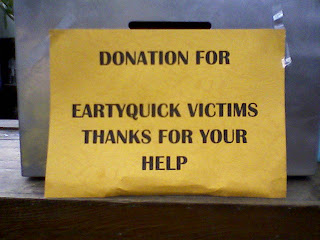 DONATION FOR
EARTYQUICK VICTIMS
THANKS FOR YOUR
HELP